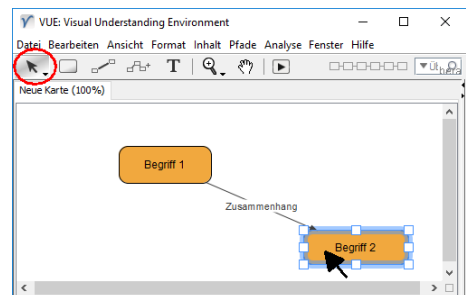 VUE: Visual Understanding Environment
Datei Bearbeiten Ansicht Format Inhalt Pfade Analyse Fenster Hilfe
T
Neue Karte (100%)
Begriff 1
Zusammenhang
Begriff 2